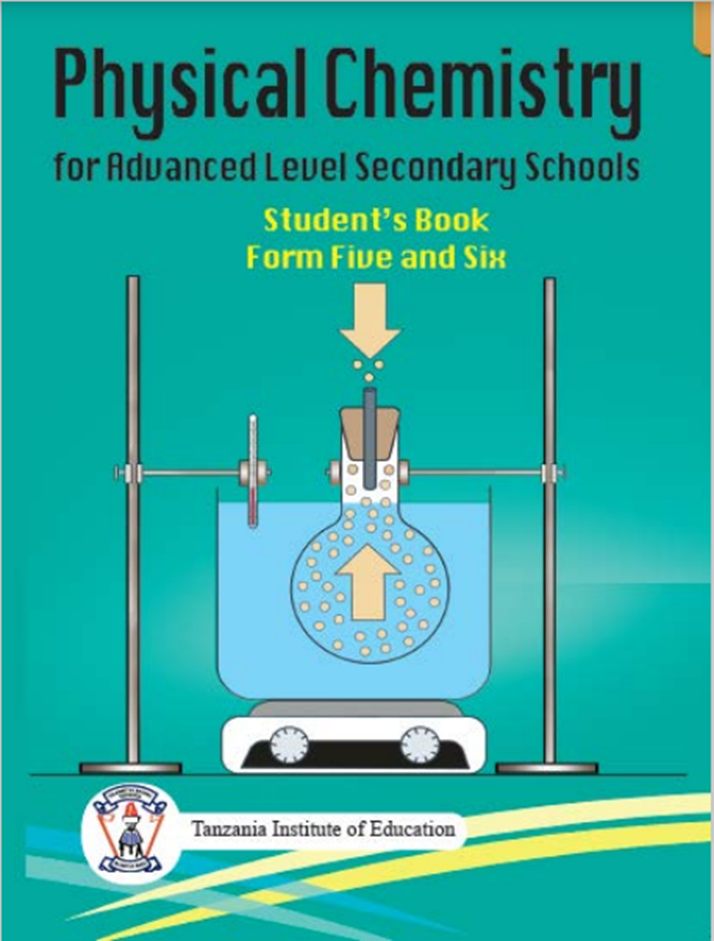 Physical Chemistry
for Advanced Level Secondary Schools
Student's Book
Form Five and Six
Tanzania Institute of Education